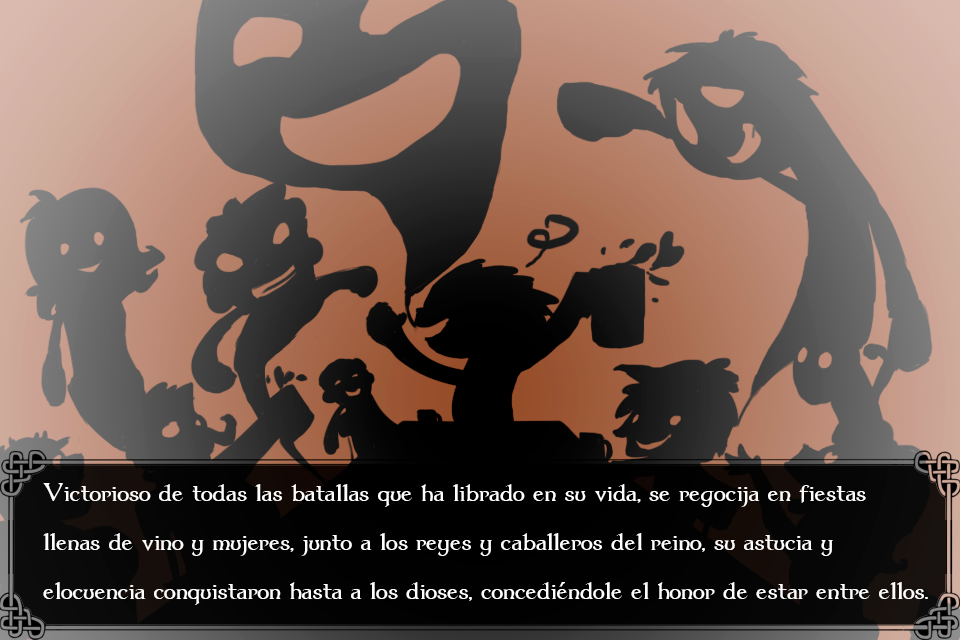 Victorioso de todas las batallas que ha librado en su vida, se regocija en fiestas
llenas de vino y mujeres, junto a los reyes y caballeros del reino, su astucia y
elocuencia conquistaron hasta a los dioses, concediéndole el honor de estar entre ellos.